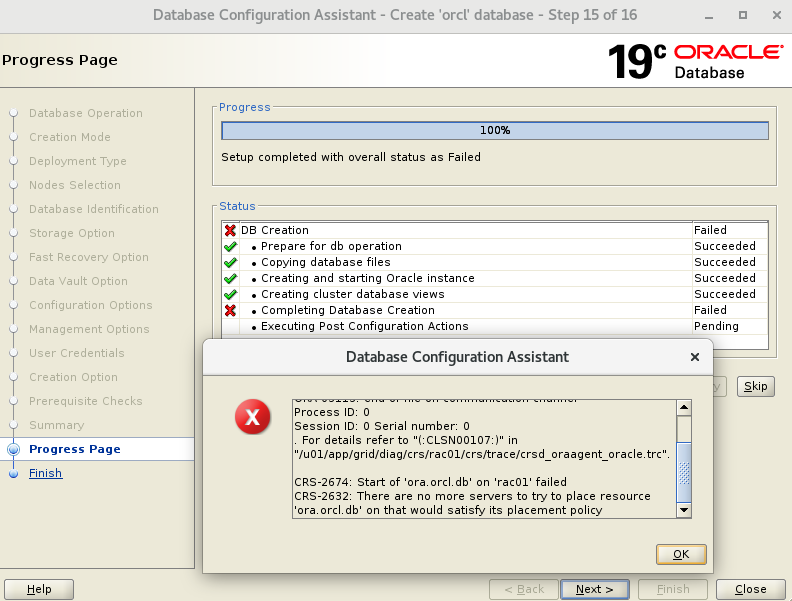 Database Configuration Assistant - Create 'orcl' database - Step 15 of 16
Progress Page
19c ORACLE
Database
Database Operation
Creation Mode
Deployment Type
Nodes Selection
Database Identification
Storage Option
Fast Recovery Option
Data Vault Option
Configuration Options
Management Options
User Credentials
Creation Option
Prerequisite Checks
Summary
Progress Page
Finish
Progress
100%
Setup completed with overall status as Failed
Status
DB Creation Failed
Prepare for db operation Succeeded
Copying database files Succeeded
Creating and starting Oracle instance Succeeded
Creating cluster database views Succeeded
Completing Database Creation Failed
Executing Post Configuration Actions Pending
Skip
Database Configuration Assistant
end of file on communication channel
Process ID: 0
Session ID: 0 Serial number: 0
. For details refer to "(:CLSN00107:)" in
"/u01/app/grid/diag/crs/rac01/crs/trace/crsd_oraagent_oracle.trc".
CRS-2674: Start of 'ora.orcl.db' on 'rac01' failed
CRS-2632: There are no more servers to try to place resource
'ora.orcl.db' on that would satisfy its placement policy
OK
Help
< Back
Next >
Finish
Close